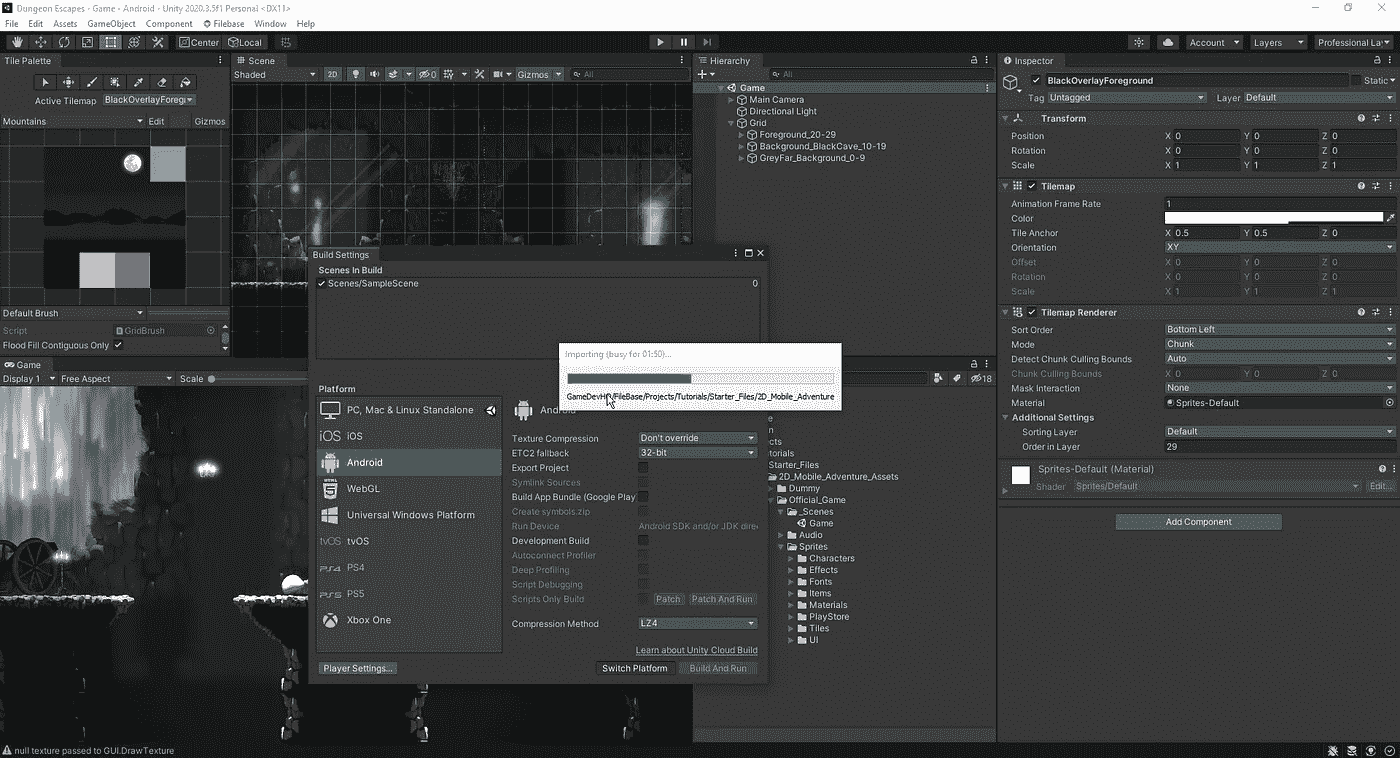 Dungeon Escapes - Game - Android - Unity 2020.3.5f1 Personal <DX11>
File Edit Assets GameObject Component Filebase Window Help
Center Local Account Layers Professional La
Tile Palette
Active Tilemap BlackOverlayForegr
Mountains Edit Gizmos
Default Brush
Script GridBrush
Flood Fill Contiguous Only
Scene
Shaded 2D 0 Gizmos All
Game
Display 1 Free Aspect Scale
null texture passed to GUI.DrawTexture
Build Settings
Scenes In Build
Scenes/SampleScene 0
Platform
PC, Mac & Linux Standalone
iOS iOS
Android
HTML
WebGL
Universal Windows Platform
tvOS tvOS
PS4 PS4
PS5 PS5
Xbox One
Player Settings...
Android
Texture Compression Don't override
ETC2 fallback 32-bit
Export Project
Symlink Sources
Build App Bundle (Google Play
Create symbols.zip
Run Device Android SDK and/or JDK direc
Development Build
Autoconnect Profiler
Deep Profiling
Script Debugging
Scripts Only Build Patch Patch And Run
Compression Method LZ4
Learn about Unity Cloud Build
Switch Platform Build And Run
Importing (busy for 01:50)...
GameDevHQ/FileBase/Projects/Tutorials/Starter_Files/2D_Mobile_Adventure
Hierarchy
All
Game
Main Camera
Directional Light
Grid
Foreground_20-29
Background_BlackCave_10-19
GreyFar_Background_0-9
18
e
n
cts
torials
Starter_Files
2D_Mobile_Adventure_Assets
Dummy
Official_Game
_Scenes
Game
Audio
Sprites
Characters
Effects
Fonts
Items
Materials
PlayStore
Tiles
UI
Inspector
BlackOverlayForeground Static
Tag Untagged Layer Default
Transform
Position X 0 Y 0 Z 0
Rotation X 0 Y 0 Z 0
Scale X 1 Y 1 Z 1
Tilemap
Animation Frame Rate 1
Color
Tile Anchor X 0.5 Y 0.5 Z 0
Orientation XY
Offset X 0 Y 0 Z 0
Rotation X 0 Y 0 Z 0
Scale X 1 Y 1 Z 1
Tilemap Renderer
Sort Order Bottom Left
Mode Chunk
Detect Chunk Culling Bounds Auto
Chunk Culling Bounds X 0 Y 0 Z 0
Mask Interaction None
Material Sprites-Default
Additional Settings
Sorting Layer Default
Order in Layer 29
Sprites-Default (Material)
Shader Sprites/Default Edit...
Add Component